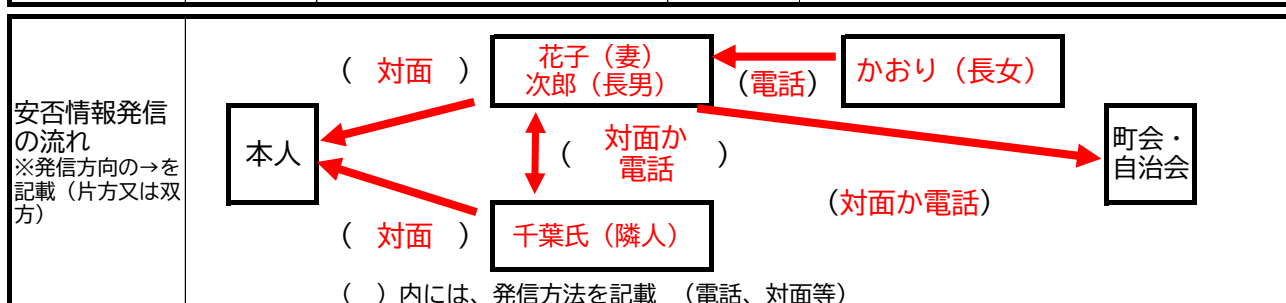 安否情報発信
の流れ
※発信方向の→を
記載（片方又は双
方）
本人
（ 対面 ）
花子（妻）
次郎（長男）
（電話）
かおり（長女）
（ 対面か
電話 ）
町会・
自治会
（対面か電話）
（ 対面 ）
千葉氏（隣人）
（ ）内には、発信方法を記載 （電話、対面等）